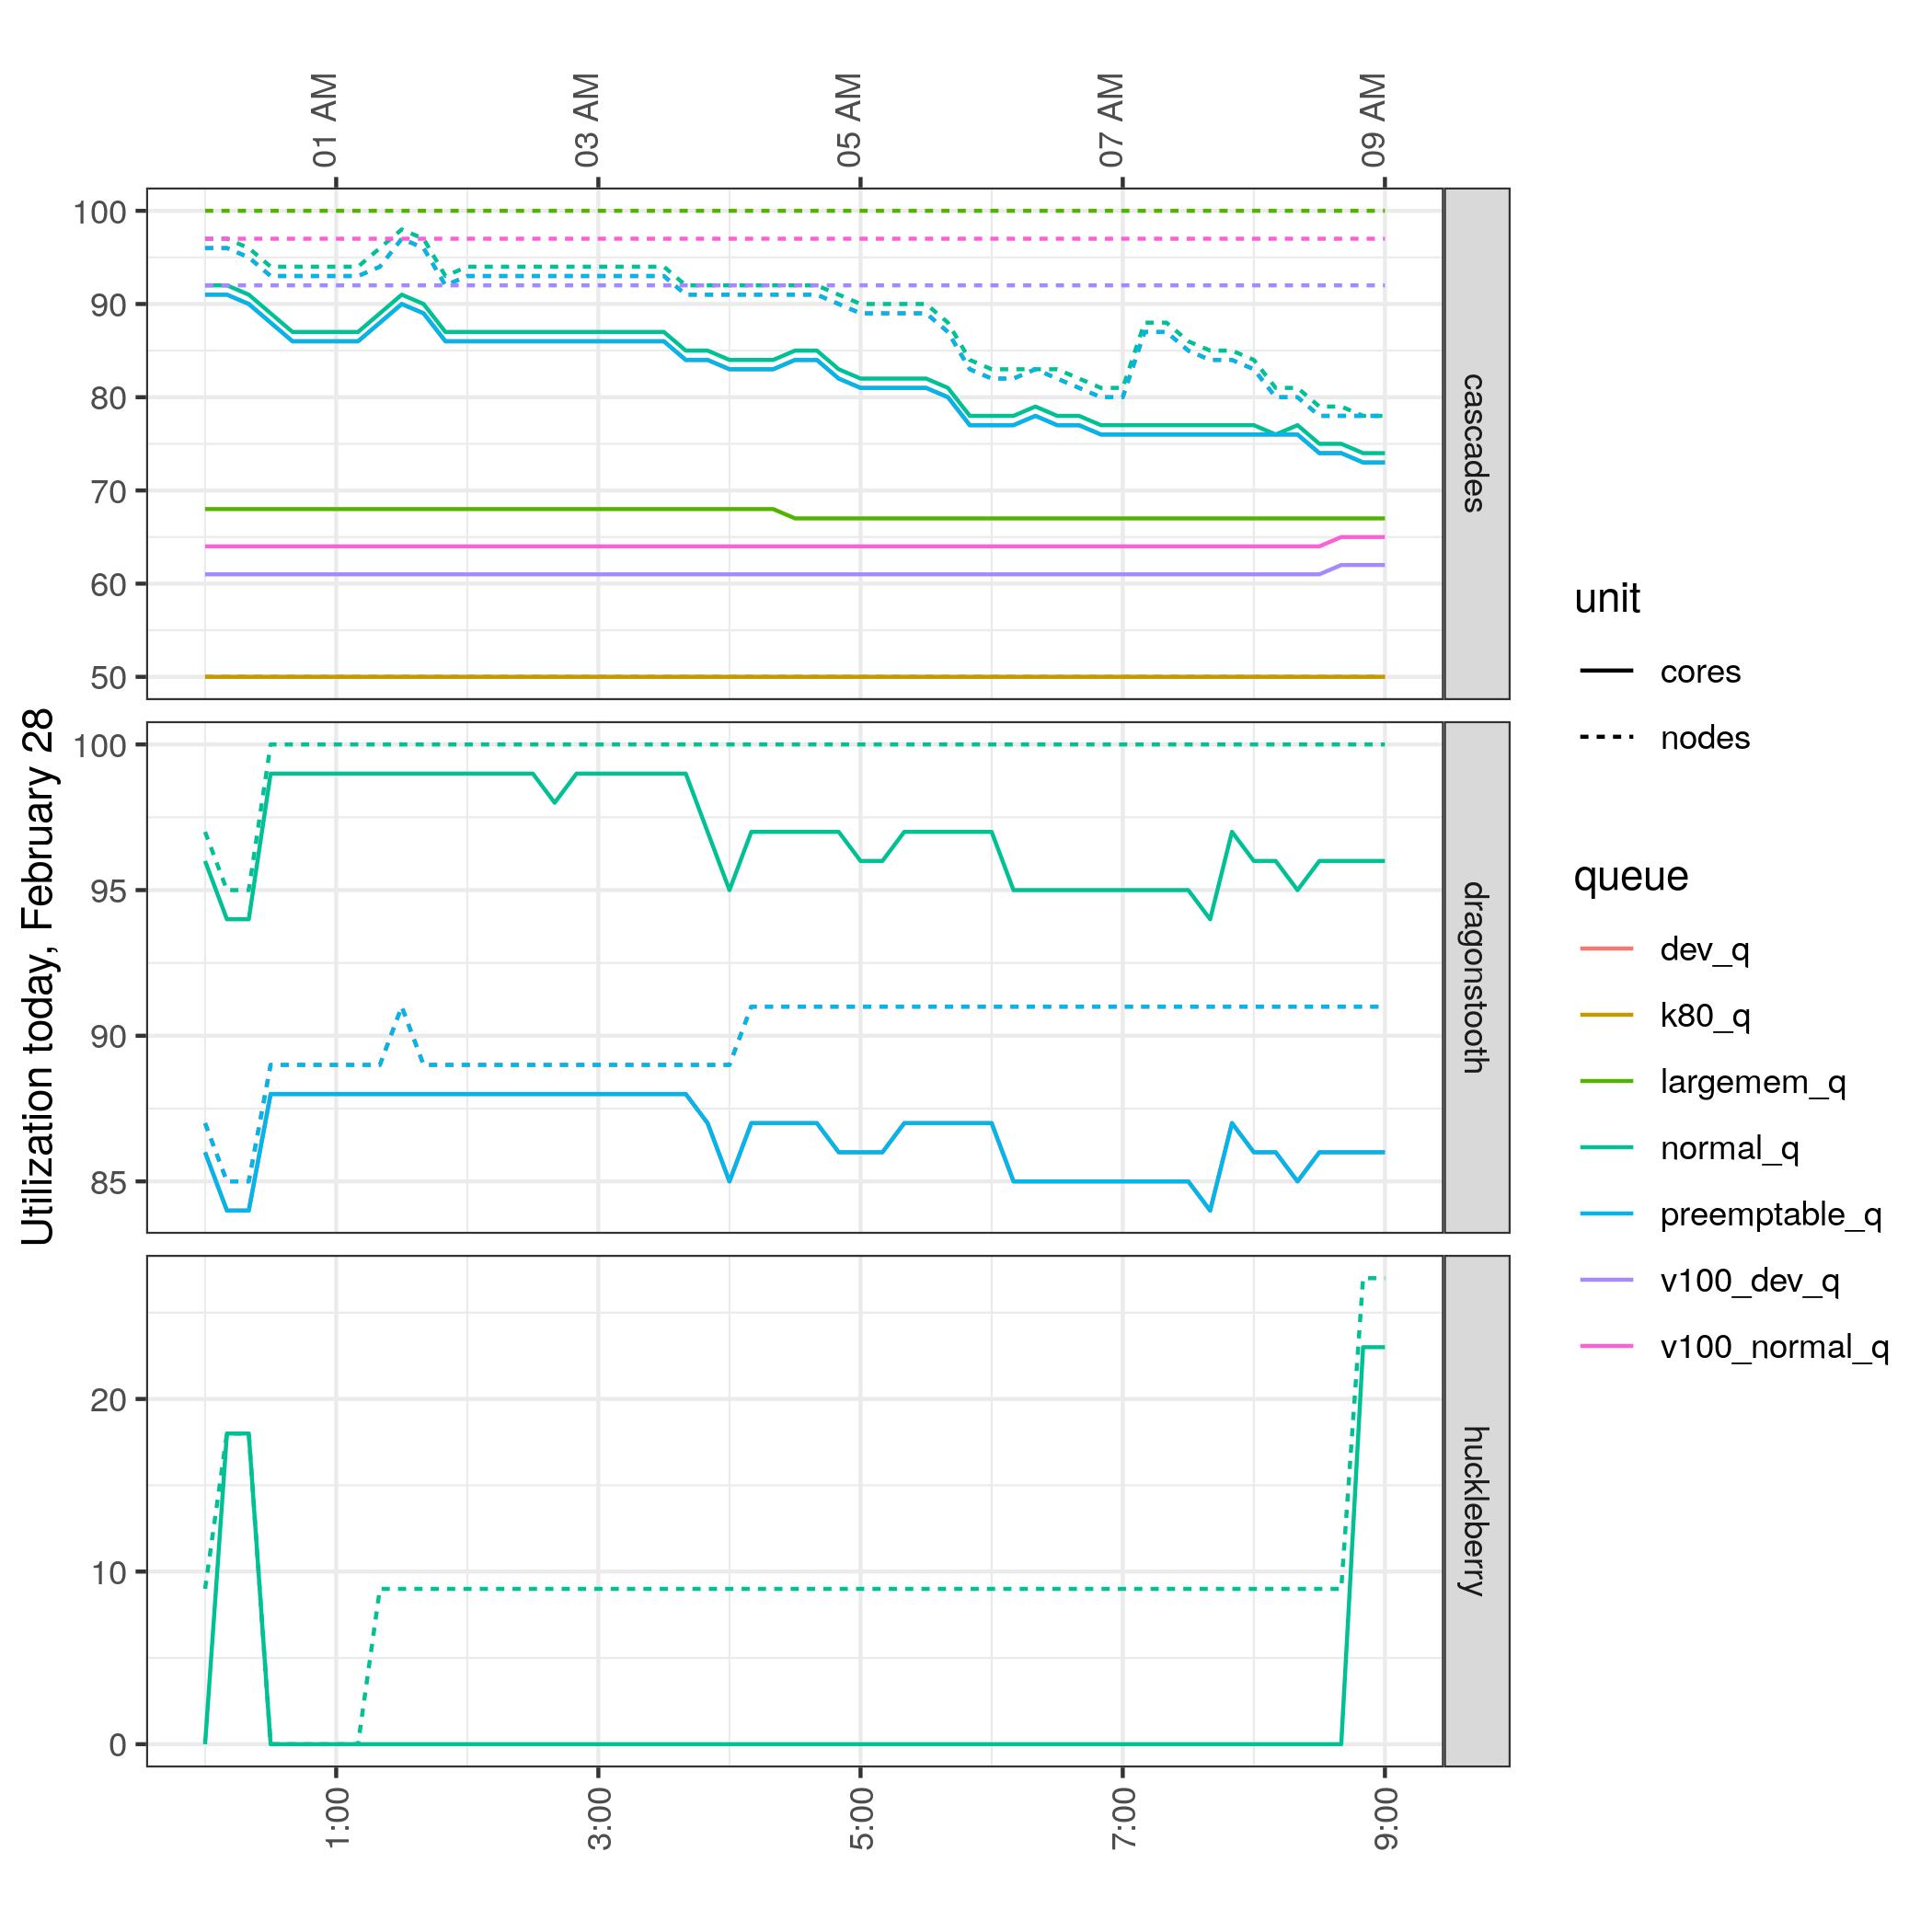 01 AM
03 AM
05 AM
07 AM
09 AM
Utilization today, February 28
100
90
80
70
60
50
cascades
100
95
90
85
dragonstooth
20
10
0
huckleberry
1:00
3:00
5:00
7:00
9:00
unit
cores
nodes
queue
dev_q
k80_q
largemem_q
normal_q
preemptable_q
v100_dev_q
v100_normal_q